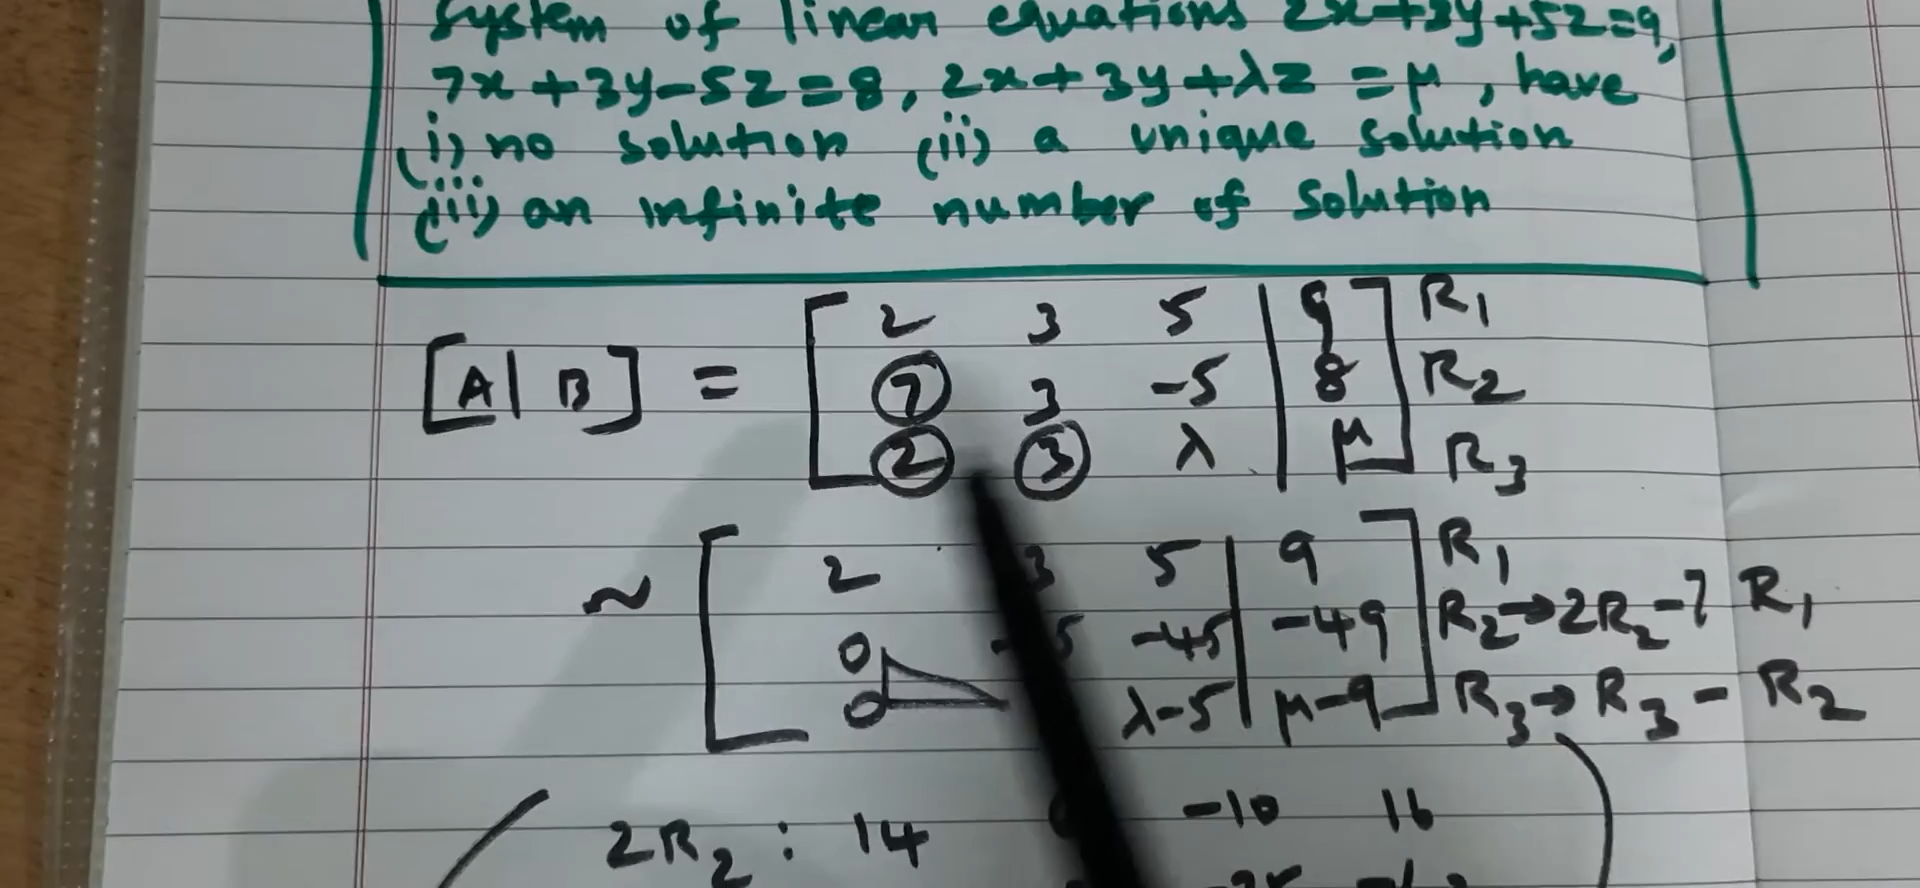 System of linear equations 2x+3y+5z=9,
7x+3y-5z=8, 2x+3y+λz=μ, have
(i) no solution (ii) a unique solution
(iii) an infinite number of solution
2 3 5 | 9 R1
[A | B] = 7 3 -5 | 8 R2
2 3 λ | μ R3
~ 2 3 5 | 9 R1
0 -45 | -49 R2→2R2-7R1
0 λ-5 | μ-9 R3→R3-R2
2R2 : 14 -10 16